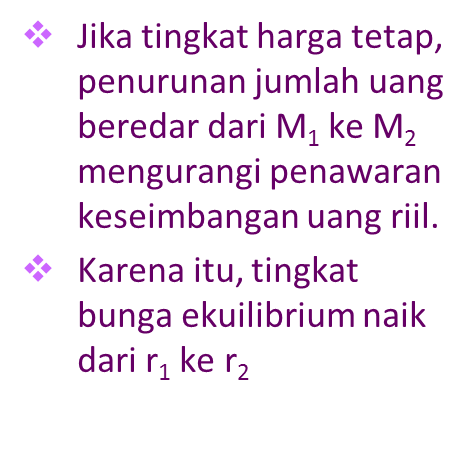 ❖ Jika tingkat harga tetap,
penurunan jumlah uang
beredar dari M₁ ke M₂
mengurangi penawaran
keseimbangan uang riil.
❖ Karena itu, tingkat
bunga ekuilibrium naik
dari r₁ ke r₂